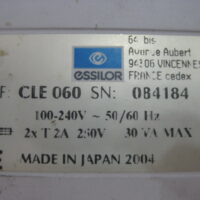 64 bis
Avenue Aubert
94306 VINCENNES
FRANCE cedex
essilor
F: CLE 060 SN: 084184
100-240V ~ 50/60 Hz
2x T 2A 250V 30 VA MAX
MADE IN JAPAN 2004